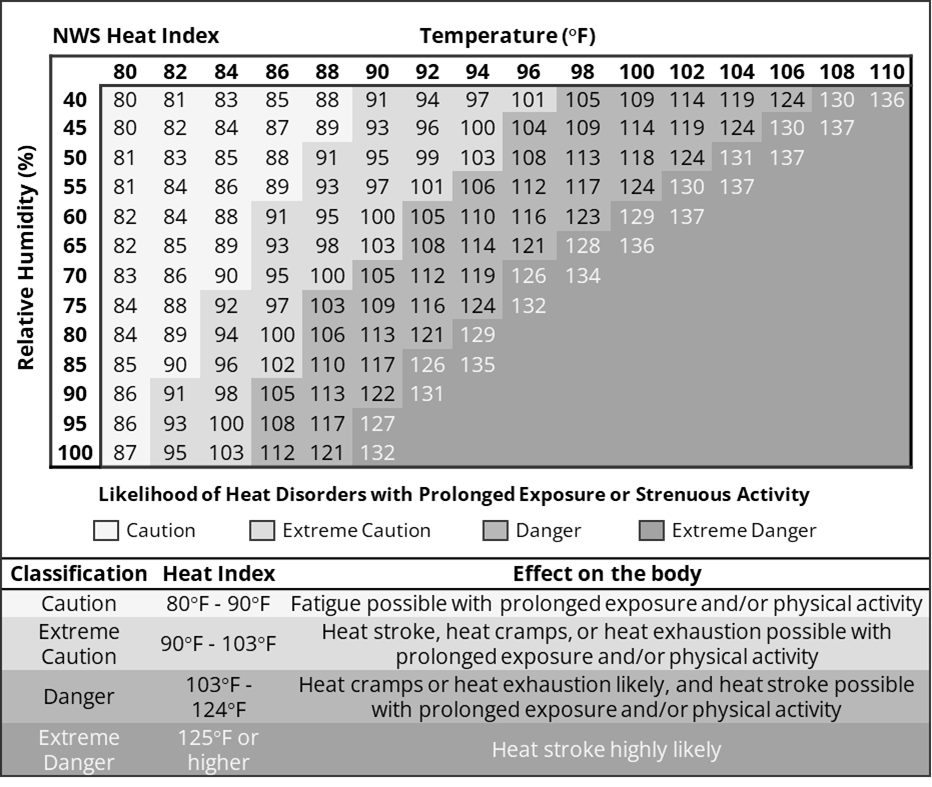 NWS Heat Index Temperature (°F)
80 82 84 86 88 90 92 94 96 98 100 102 104 106 108 110
Relative Humidity (%)
40 80 81 83 85 88 91 94 97 101 105 109 114 119 124 130 136
45 80 82 84 87 89 93 96 100 104 109 114 119 124 130 137
50 81 83 85 88 91 95 99 103 108 113 118 124 131 137
55 81 84 86 89 93 97 101 106 112 117 124 130 137
60 82 84 88 91 95 100 105 110 116 123 129 137
65 82 85 89 93 98 103 108 114 121 128 136
70 83 86 90 95 100 105 112 119 126 134
75 84 88 92 97 103 109 116 124 132
80 84 89 94 100 106 113 121 129
85 85 90 96 102 110 117 126 135
90 86 91 98 105 113 122 131
95 86 93 100 108 117 127
100 87 95 103 112 121 132
Likelihood of Heat Disorders with Prolonged Exposure or Strenuous Activity
Caution Extreme Caution Danger Extreme Danger
Classification Heat Index Effect on the body
Caution 80°F - 90°F Fatigue possible with prolonged exposure and/or physical activity
Extreme
Caution
90°F - 103°F
Heat stroke, heat cramps, or heat exhaustion possible with
prolonged exposure and/or physical activity
Danger
103°F -
124°F
Heat cramps or heat exhaustion likely, and heat stroke possible
with prolonged exposure and/or physical activity
Extreme
Danger
125°F or
higher
Heat stroke highly likely